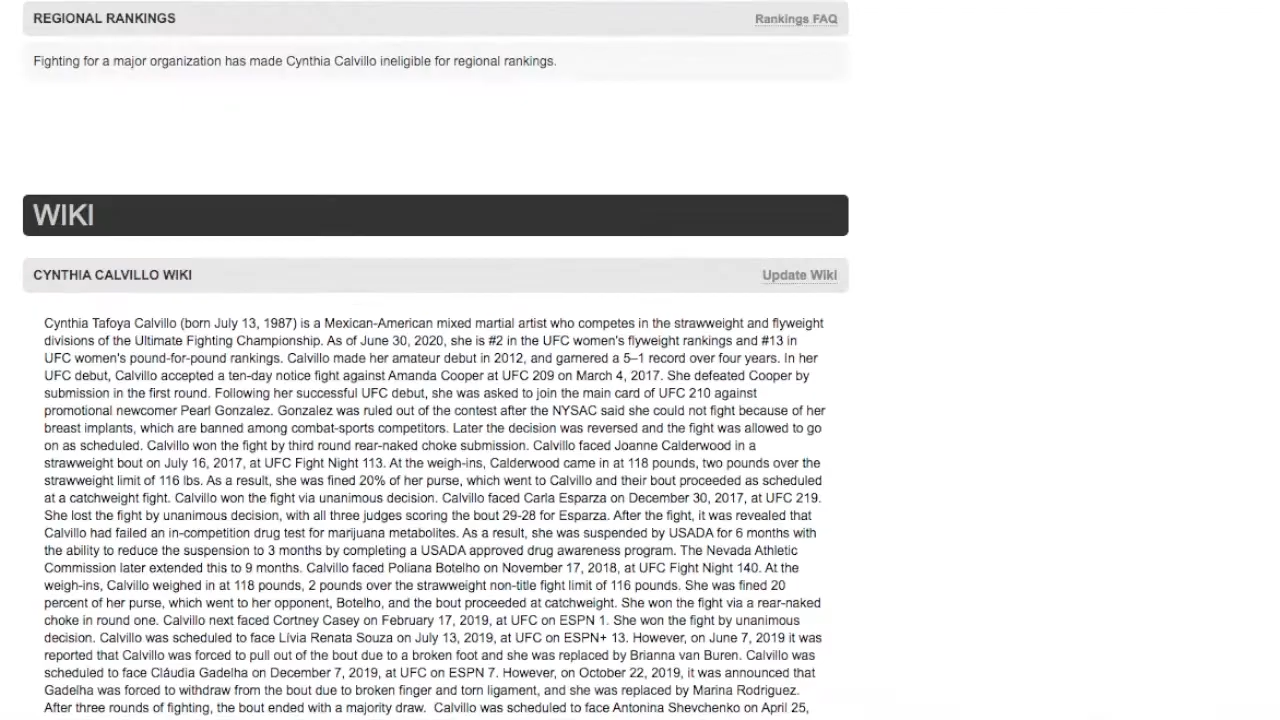 REGIONAL RANKINGS
Rankings FAQ
Fighting for a major organization has made Cynthia Calvillo ineligible for regional rankings.
WIKI
CYNTHIA CALVILLO WIKI
Update Wiki
Cynthia Tafoya Calvillo (born July 13, 1987) is a Mexican-American mixed martial artist who competes in the strawweight and flyweight
divisions of the Ultimate Fighting Championship. As of June 30, 2020, she is #2 in the UFC women's flyweight rankings and #13 in
UFC women's pound-for-pound rankings. Calvillo made her amateur debut in 2012, and garnered a 5–1 record over four years. In her
UFC debut, Calvillo accepted a ten-day notice fight against Amanda Cooper at UFC 209 on March 4, 2017. She defeated Cooper by
submission in the first round. Following her successful UFC debut, she was asked to join the main card of UFC 210 against
promotional newcomer Pearl Gonzalez. Gonzalez was ruled out of the contest after the NYSAC said she could not fight because of her
breast implants, which are banned among combat-sports competitors. Later the decision was reversed and the fight was allowed to go
on as scheduled. Calvillo won the fight by third round rear-naked choke submission. Calvillo faced Joanne Calderwood in a
strawweight bout on July 16, 2017, at UFC Fight Night 113. At the weigh-ins, Calderwood came in at 118 pounds, two pounds over the
strawweight limit of 116 lbs. As a result, she was fined 20% of her purse, which went to Calvillo and their bout proceeded as scheduled
at a catchweight fight. Calvillo won the fight via unanimous decision. Calvillo faced Carla Esparza on December 30, 2017, at UFC 219.
She lost the fight by unanimous decision, with all three judges scoring the bout 29-28 for Esparza. After the fight, it was revealed that
Calvillo had failed an in-competition drug test for marijuana metabolites. As a result, she was suspended by USADA for 6 months with
the ability to reduce the suspension to 3 months by completing a USADA approved drug awareness program. The Nevada Athletic
Commission later extended this to 9 months. Calvillo faced Poliana Botelho on November 17, 2018, at UFC Fight Night 140. At the
weigh-ins, Calvillo weighed in at 118 pounds, 2 pounds over the strawweight non-title fight limit of 116 pounds. She was fined 20
percent of her purse, which went to her opponent, Botelho, and the bout proceeded at catchweight. She won the fight via a rear-naked
choke in round one. Calvillo next faced Cortney Casey on February 17, 2019, at UFC on ESPN 1. She won the fight by unanimous
decision. Calvillo was scheduled to face Lívia Renata Souza on July 13, 2019, at UFC on ESPN+ 13. However, on June 7, 2019 it was
reported that Calvillo was forced to pull out of the bout due to a broken foot and she was replaced by Brianna van Buren. Calvillo was
scheduled to face Cláudia Gadelha on December 7, 2019, at UFC on ESPN 7. However, on October 22, 2019, it was announced that
Gadelha was forced to withdraw from the bout due to broken finger and torn ligament, and she was replaced by Marina Rodriguez.
After three rounds of fighting, the bout ended with a majority draw. Calvillo was scheduled to face Antonina Shevchenko on April 25,